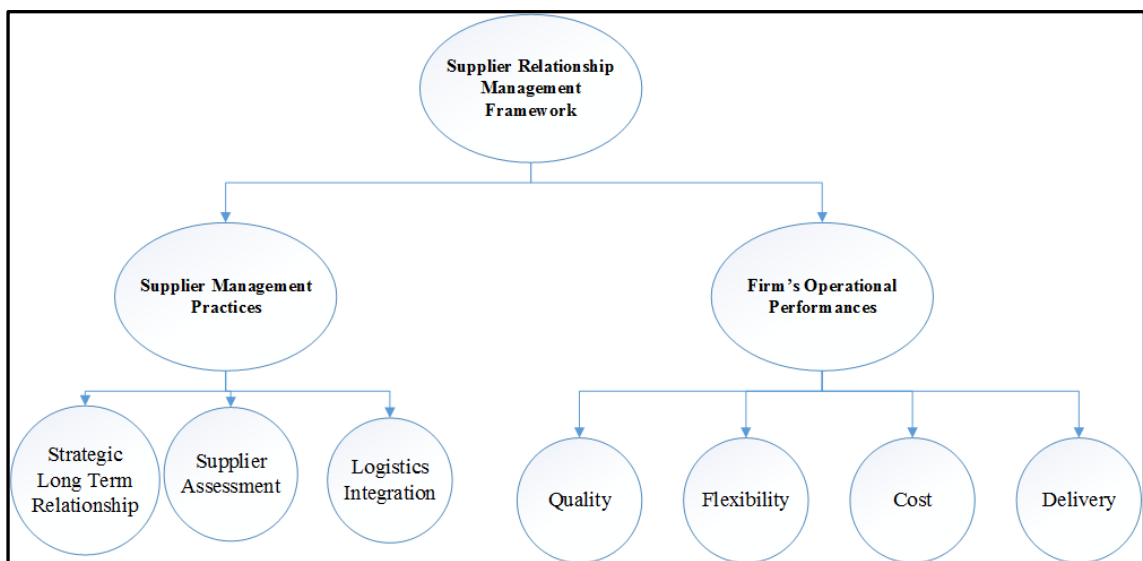 Supplier Relationship
Management
Framework
Supplier Management
Practices
Firm's Operational
Performances
Strategic
Long Term
Relationship
Supplier
Assessment
Logistics
Integration
Quality
Flexibility
Cost
Delivery